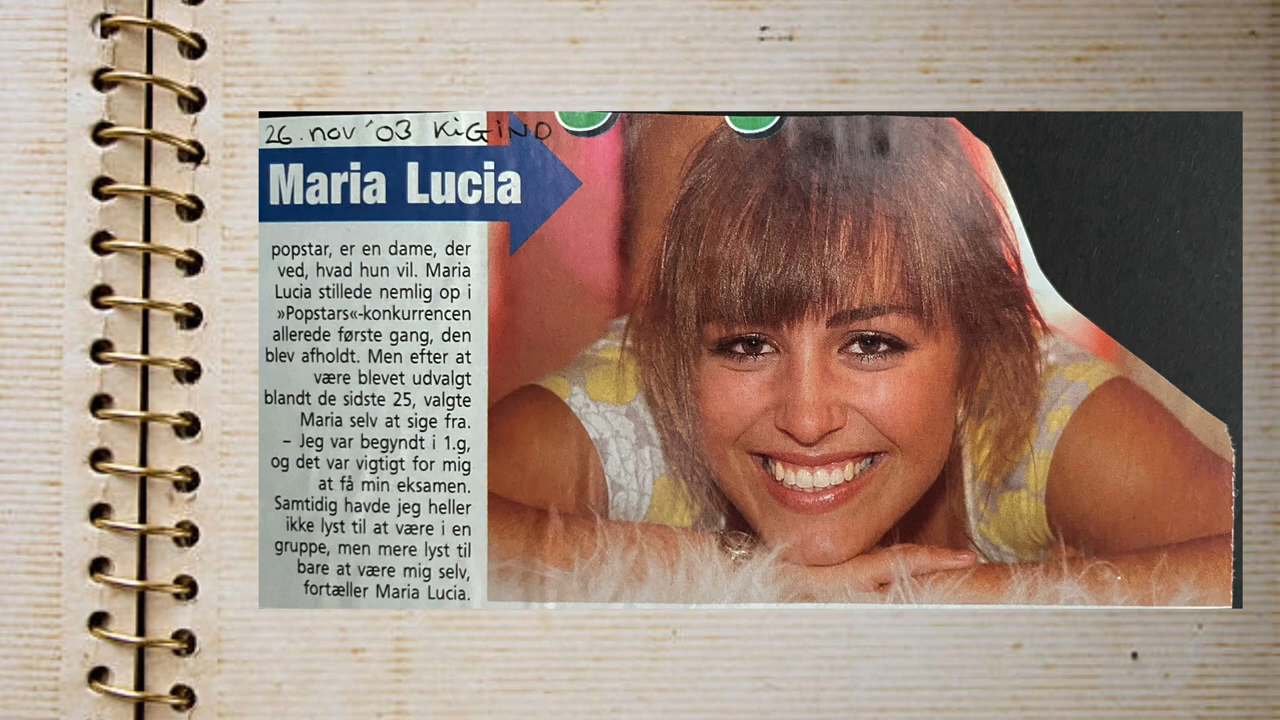 26. nov '03 KiGiND
Maria Lucia
popstar, er en dame, der
ved, hvad hun vil. Maria
Lucia stillede nemlig op i
»Popstars«-konkurrencen
allerede første gang, den
blev afholdt. Men efter at
være blevet udvalgt
blandt de sidste 25, valgte
Maria selv at sige fra.
– Jeg var begyndt i 1.g,
og det var vigtigt for mig
at få min eksamen.
Samtidig havde jeg heller
ikke lyst til at være i en
gruppe, men mere lyst til
bare at være mig selv,
fortæller Maria Lucia.